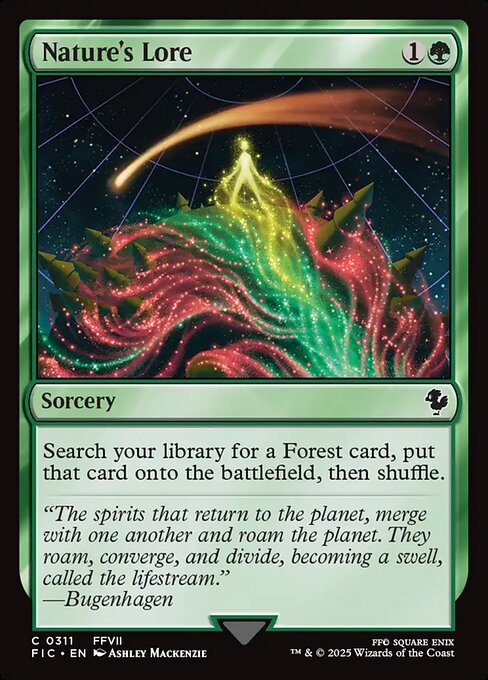 Nature's Lore 1
Sorcery
Search your library for a Forest card, put
that card onto the battlefield, then shuffle.
“The spirits that return to the planet, merge
with one another and roam the planet. They
roam, converge, and divide, becoming a swell,
called the lifestream.”
—Bugenhagen
C 0311 FFVII
FIC • EN Ashley Mackenzie
FF© SQUARE ENIX
™ & © 2025 Wizards of the Coast